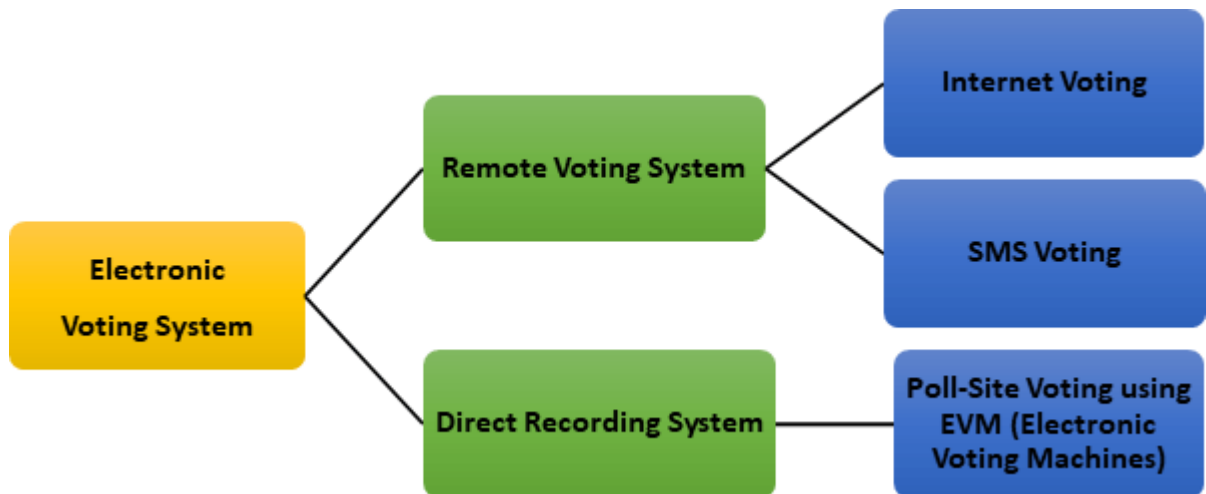 Electronic
Voting System
Remote Voting System
Direct Recording System
Internet Voting
SMS Voting
Poll-Site Voting using
EVM (Electronic
Voting Machines)